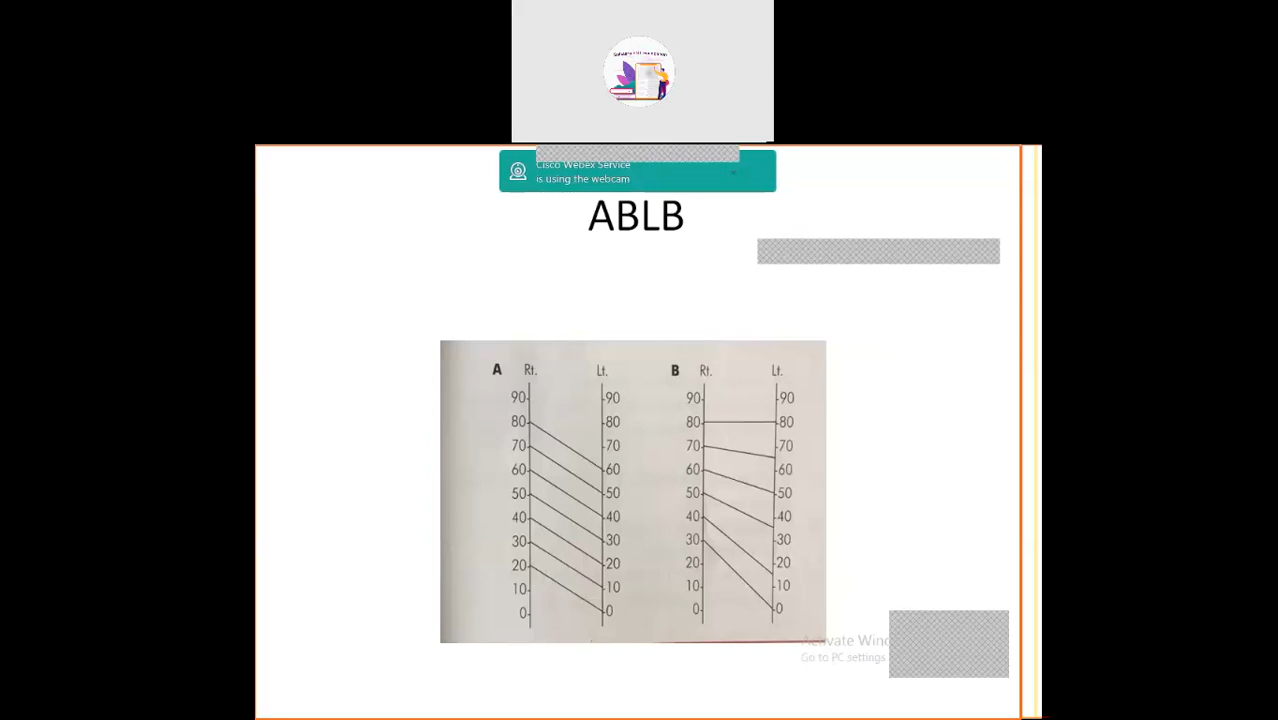 Cisco Webex Service
is using the webcam
ABLB
A Rt. Lt. B Rt. Lt.
90 90 90 90
80 80 80 80
70 70 70 70
60 60 60 60
50 50 50 50
40 40 40 40
30 30 30 30
20 20 20 20
10 10 10 10
0 0 0 0
Activate
Go to PC settings